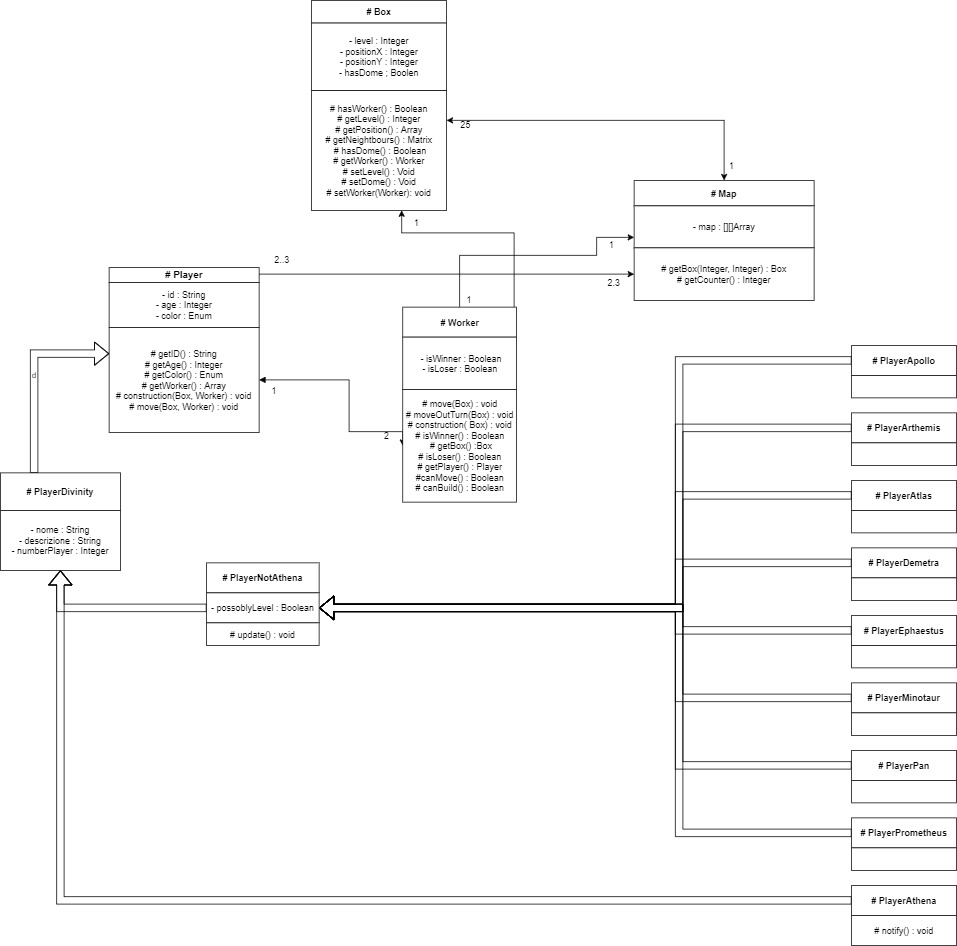 # Box
- level : Integer
- positionX : Integer
- positionY : Integer
- hasDome ; Boolen
# hasWorker() : Boolean
# getLevel() : Integer
# getPosition() : Array
# getNeightbours() : Matrix
# hasDome() : Boolean
# getWorker() : Worker
# setLevel() : Void
# setDome() : Void
# setWorker(Worker): void
25
1
# Map
- map : [][]Array
# getBox(Integer, Integer) : Box
# getCounter() : Integer
1
1
2..3
2.3
# Player
- id : String
- age : Integer
- color : Enum
# getID() : String
# getAge() : Integer
# getColor() : Enum
# getWorker() : Array
# construction(Box, Worker) : void
# move(Box, Worker) : void
1
# Worker
- isWinner : Boolean
- isLoser : Boolean
# move(Box) : void
# moveOutTurn(Box) : void
# construction( Box) : void
# isWinner() : Boolean
# getBox() :Box
# isLoser() : Boolean
# getPlayer() : Player
#canMove() : Boolean
# canBuild() : Boolean
1
2
d
# PlayerDivinity
- nome : String
- descrizione : String
- numberPlayer : Integer
# PlayerNotAthena
- possoblyLevel : Boolean
# update() : void
# PlayerApollo
# PlayerArthemis
# PlayerAtlas
# PlayerDemetra
# PlayerEphaestus
# PlayerMinotaur
# PlayerPan
# PlayerPrometheus
# PlayerAthena
# notify() : void